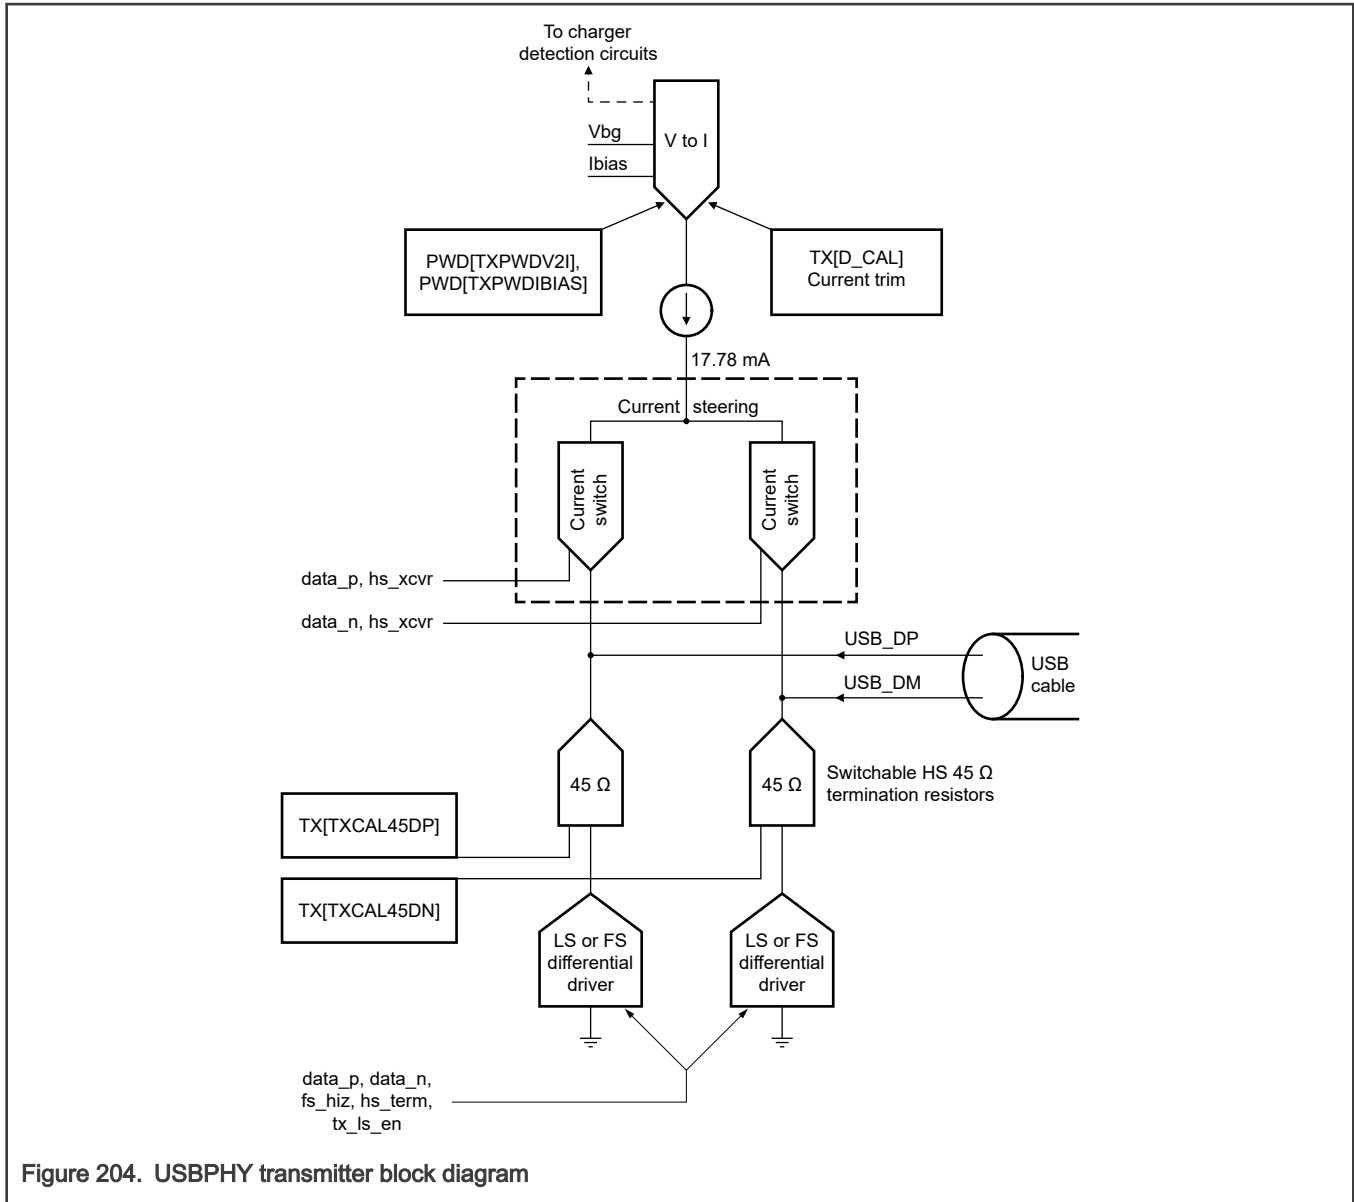 To charger
detection circuits
Vbg
V to I
Ibias
PWD[TXPWDV2I],
PWD[TXPWDIBIAS]
TX[D_CAL]
Current trim
17.78 mA
Current steering
Current
switch
Current
switch
data_p, hs_xcvr
data_n, hs_xcvr
USB_DP
USB_DM
USB
cable
45 Ω
45 Ω
Switchable HS 45 Ω
termination resistors
TX[TXCAL45DP]
TX[TXCAL45DN]
LS or FS
differential
driver
LS or FS
differential
driver
data_p, data_n,
fs_hiz, hs_term,
tx_ls_en
Figure 204. USBPHY transmitter block diagram